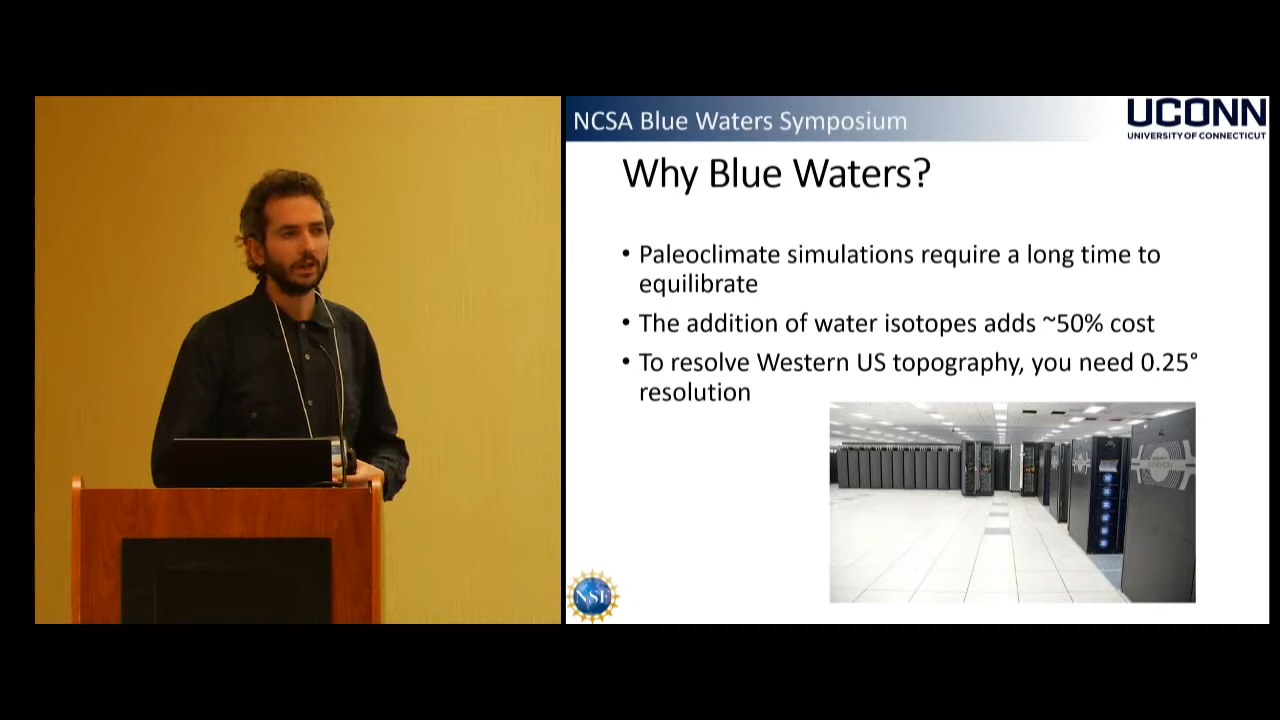 NCSA Blue Waters Symposium
UCONN
UNIVERSITY OF CONNECTICUT
Why Blue Waters?
• Paleoclimate simulations require a long time to
equilibrate
• The addition of water isotopes adds ~50% cost
• To resolve Western US topography, you need 0.25°
resolution
NSF